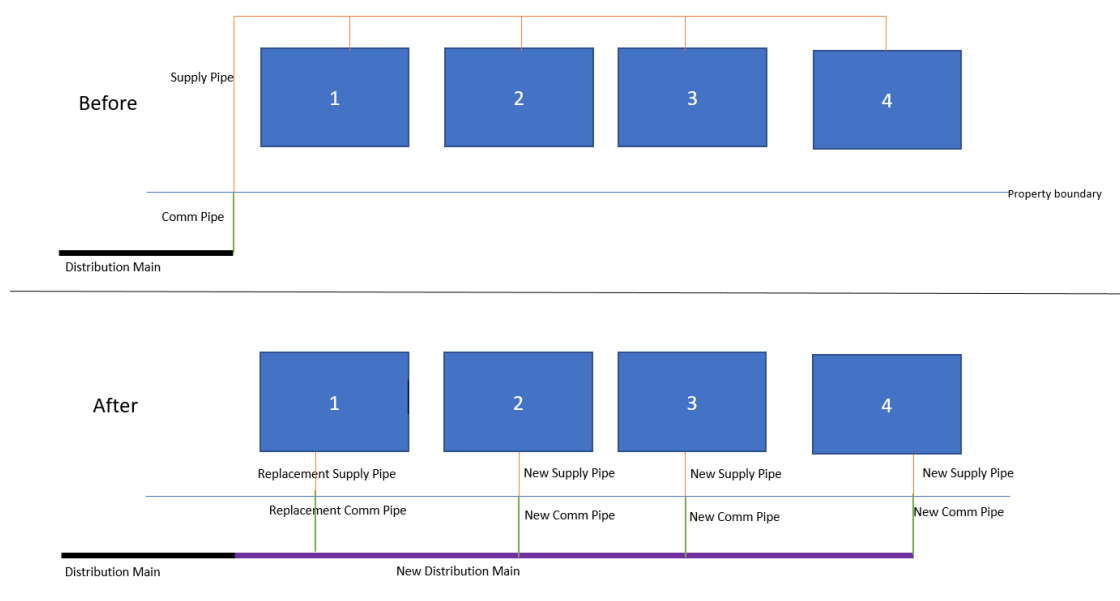 Supply Pipe
Before
1
2
3
4
Property boundary
Comm Pipe
Distribution Main
After
1
2
3
4
Replacement Supply Pipe
New Supply Pipe
New Supply Pipe
New Supply Pipe
Replacement Comm Pipe
New Comm Pipe
New Comm Pipe
New Comm Pipe
Distribution Main
New Distribution Main